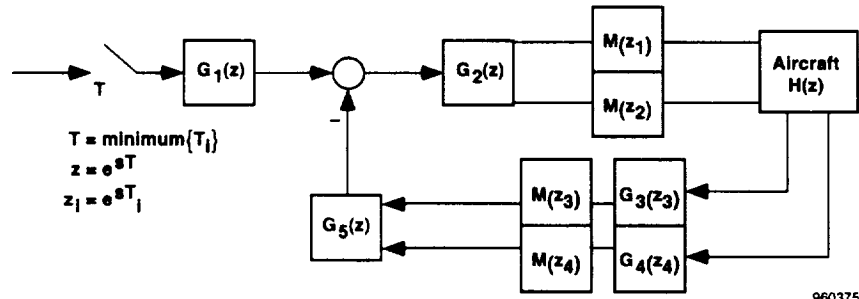 T
G1(z)
G2(z)
M(z1)
M(z2)
Aircraft
H(z)
–
T = minimum{Ti}
z = e^sT
zi = e^sTi
G5(z)
M(z3)
M(z4)
G3(z3)
G4(z4)
960375